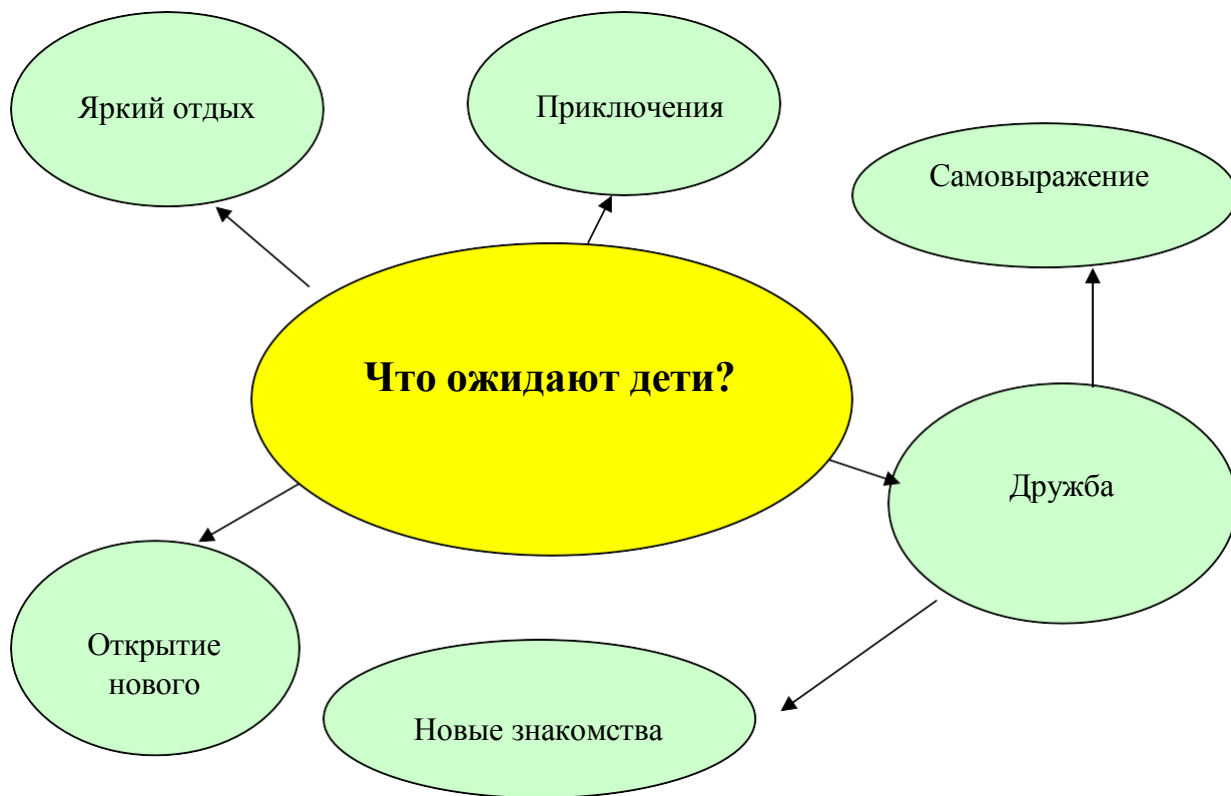 Яркий отдых
Приключения
Самовыражение
Что ожидают дети?
Дружба
Открытие
нового
Новые знакомства